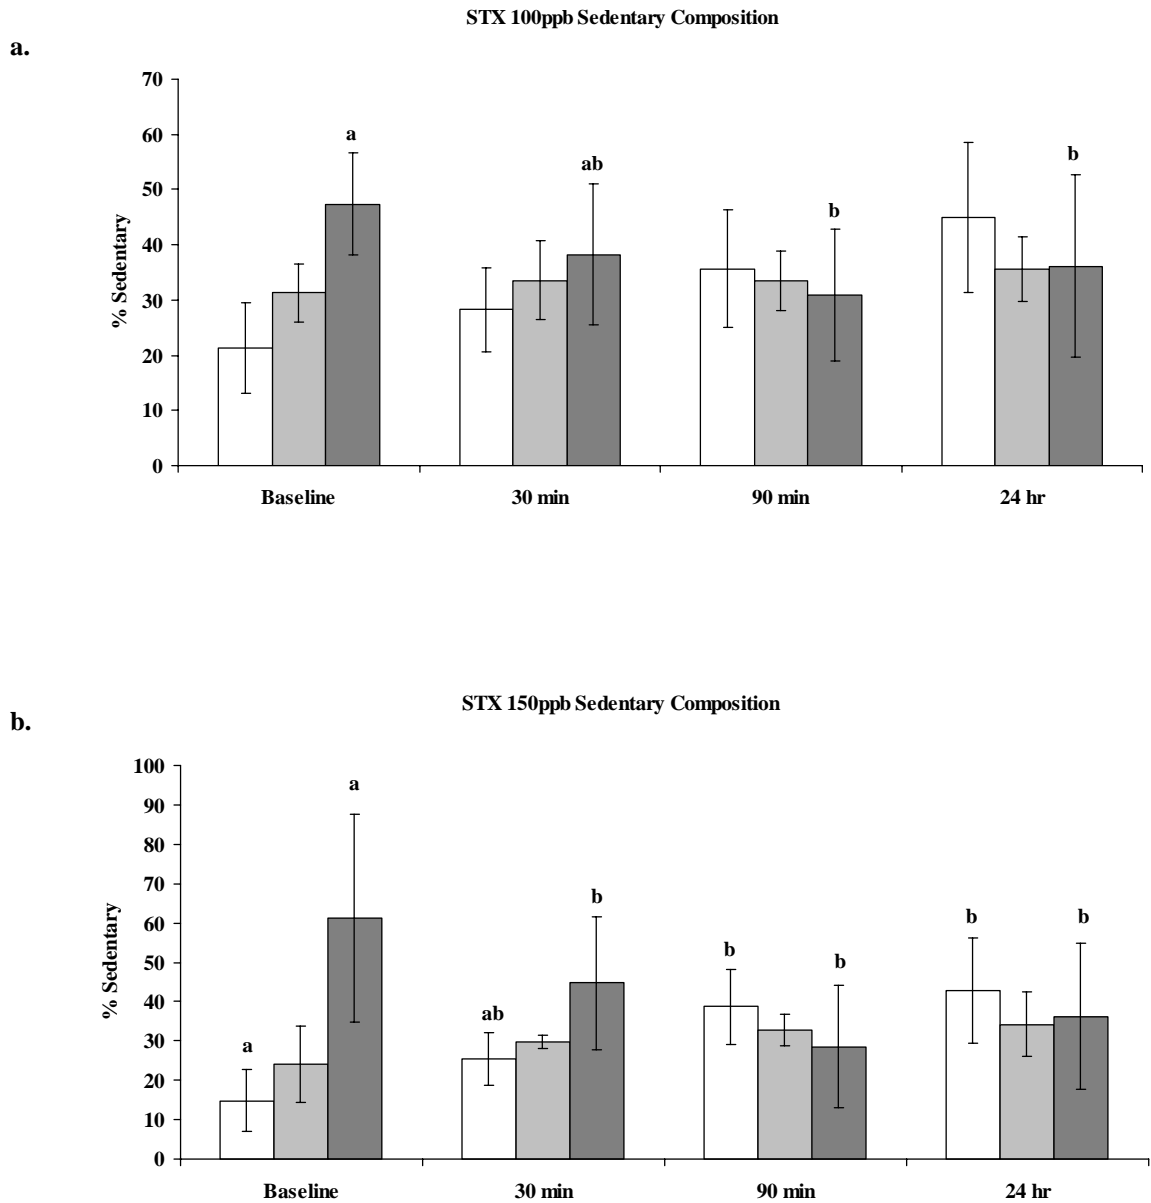 STX 100ppb Sedentary Composition
a.
70
60
50
40
30
20
10
0
% Sedentary
a
ab
b
b
Baseline 30 min 90 min 24 hr
STX 150ppb Sedentary Composition
b.
100
90
80
70
60
50
40
30
20
10
0
% Sedentary
a
a
ab
b
b
b
b
b
Baseline 30 min 90 min 24 hr